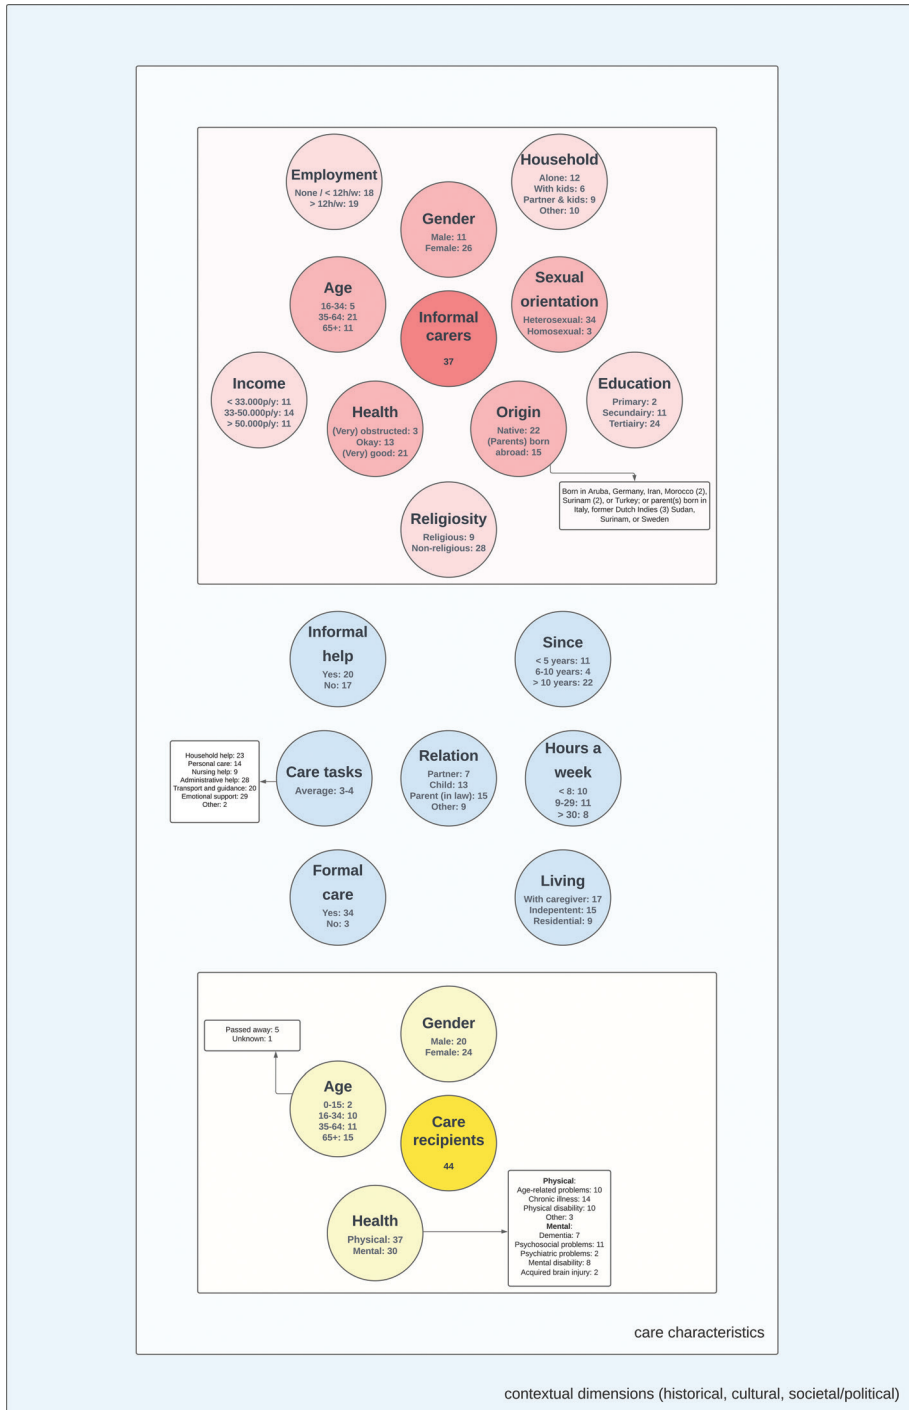 Employment
None / < 12h/w: 18
> 12h/w: 19
Household
Alone: 12
With kids: 6
Partner & kids: 9
Other: 10
Gender
Male: 11
Female: 26
Age
16-34: 5
35-64: 21
65+: 11
Sexual
orientation
Heterosexual: 34
Homosexual: 3
Informal
carers
37
Income
< 33.000p/y: 11
33-50.000p/y: 14
> 50.000p/y: 11
Health
(Very) obstructed: 3
Okay: 13
(Very) good: 21
Origin
Native: 22
(Parents) born
abroad: 15
Education
Primary: 2
Secundairy: 11
Tertiairy: 24
Born in Aruba, Germany, Iran, Morocco (2),
Surinam (2), or Turkey; or parent(s) born in
Italy, former Dutch Indies (3) Sudan,
Surinam, or Sweden
Religiosity
Religious: 9
Non-religious: 28
Informal
help
Yes: 20
No: 17
Since
< 5 years: 11
6-10 years: 4
> 10 years: 22
Household help: 23
Personal care: 14
Nursing help: 9
Administrative help: 28
Transport and guidance: 20
Emotional support: 29
Other: 2
Care tasks
Average: 3-4
Relation
Partner: 7
Child: 13
Parent (in law): 15
Other: 9
Hours a
week
< 8: 10
9-29: 11
> 30: 8
Formal
care
Yes: 34
No: 3
Living
With caregiver: 17
Indepentent: 15
Residential: 9
Gender
Male: 20
Female: 24
Passed away: 5
Unknown: 1
Age
0-15: 2
16-34: 10
35-64: 11
65+: 15
Care
recipients
44
Health
Physical: 37
Mental: 30
Physical:
Age-related problems: 10
Chronic illness: 14
Physical disability: 10
Other: 3
Mental:
Dementia: 7
Psychosocial problems: 11
Psychiatric problems: 2
Mental disability: 8
Acquired brain injury: 2
care characteristics
contextual dimensions (historical, cultural, societal/political)